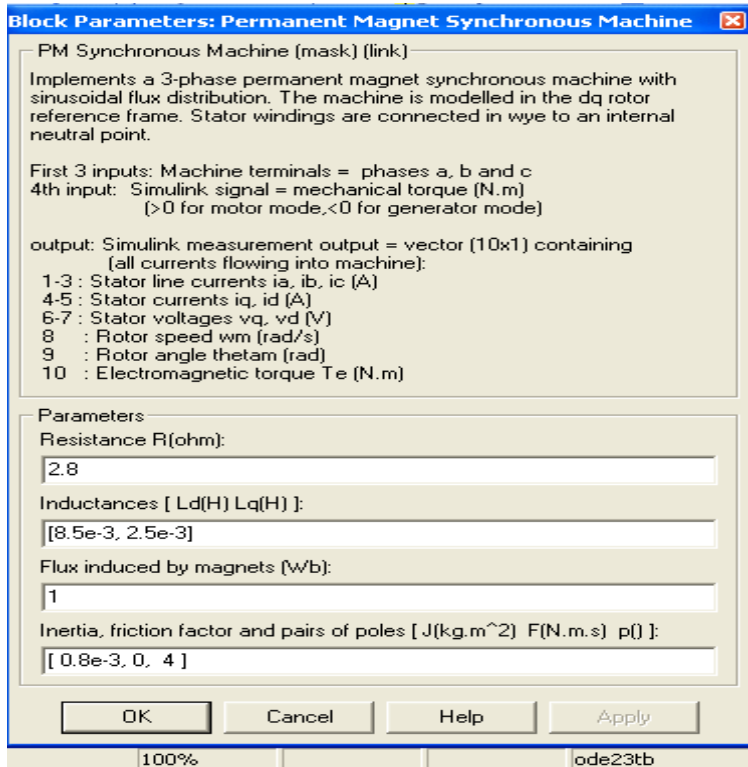 Block Parameters: Permanent Magnet Synchronous Machine
PM Synchronous Machine (mask) (link)
Implements a 3-phase permanent magnet synchronous machine with
sinusoidal flux distribution. The machine is modelled in the dq rotor
reference frame. Stator windings are connected in wye to an internal
neutral point.
First 3 inputs: Machine terminals = phases a, b and c
4th input: Simulink signal = mechanical torque (N.m)
(>0 for motor mode,<0 for generator mode)
output: Simulink measurement output = vector (10x1) containing
(all currents flowing into machine):
1-3 : Stator line currents ia, ib, ic (A)
4-5 : Stator currents iq, id (A)
6-7 : Stator voltages vq, vd (V)
8 : Rotor speed wm (rad/s)
9 : Rotor angle thetam (rad)
10 : Electromagnetic torque Te (N.m)
Parameters
Resistance R(ohm):
2.8
Inductances [ Ld(H) Lq(H) ]:
[8.5e-3, 2.5e-3]
Flux induced by magnets (Wb):
1
Inertia, friction factor and pairs of poles [ J(kg.m^2) F(N.m.s) p() ]:
[ 0.8e-3, 0, 4 ]
OK Cancel Help Apply
100% ode23tb